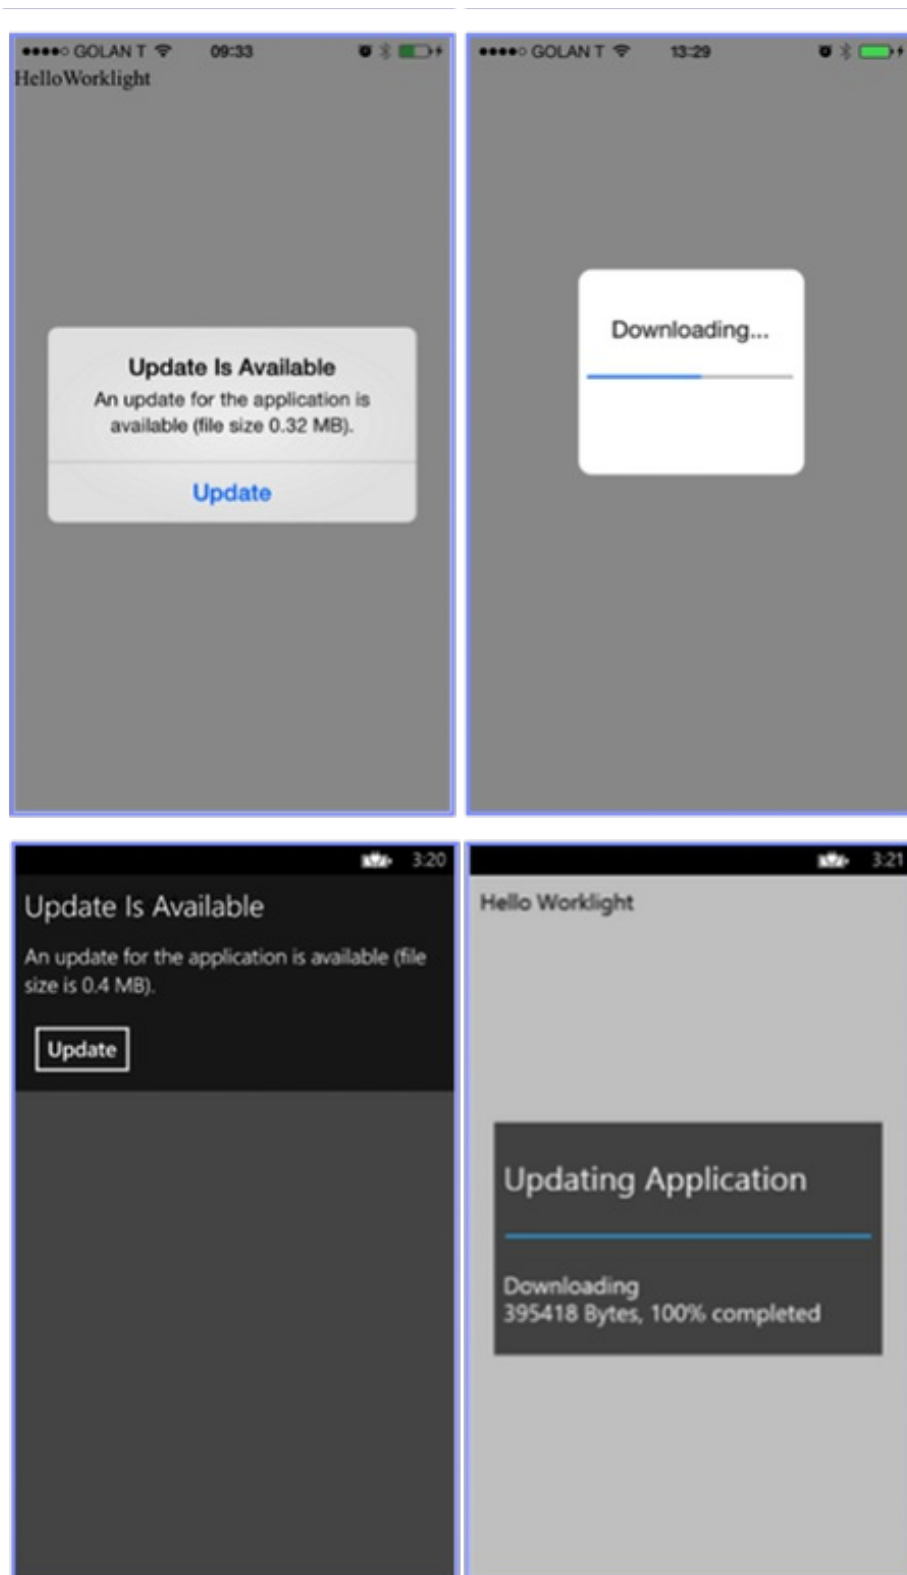 GOLAN T 09:33
HelloWorklight
Update Is Available
An update for the application is
available (file size 0.32 MB).
Update
GOLAN T 13:29
Downloading...
3:20
Update Is Available
An update for the application is available (file
size is 0.4 MB).
Update
3:21
Hello Worklight
Updating Application
Downloading
395418 Bytes, 100% completed